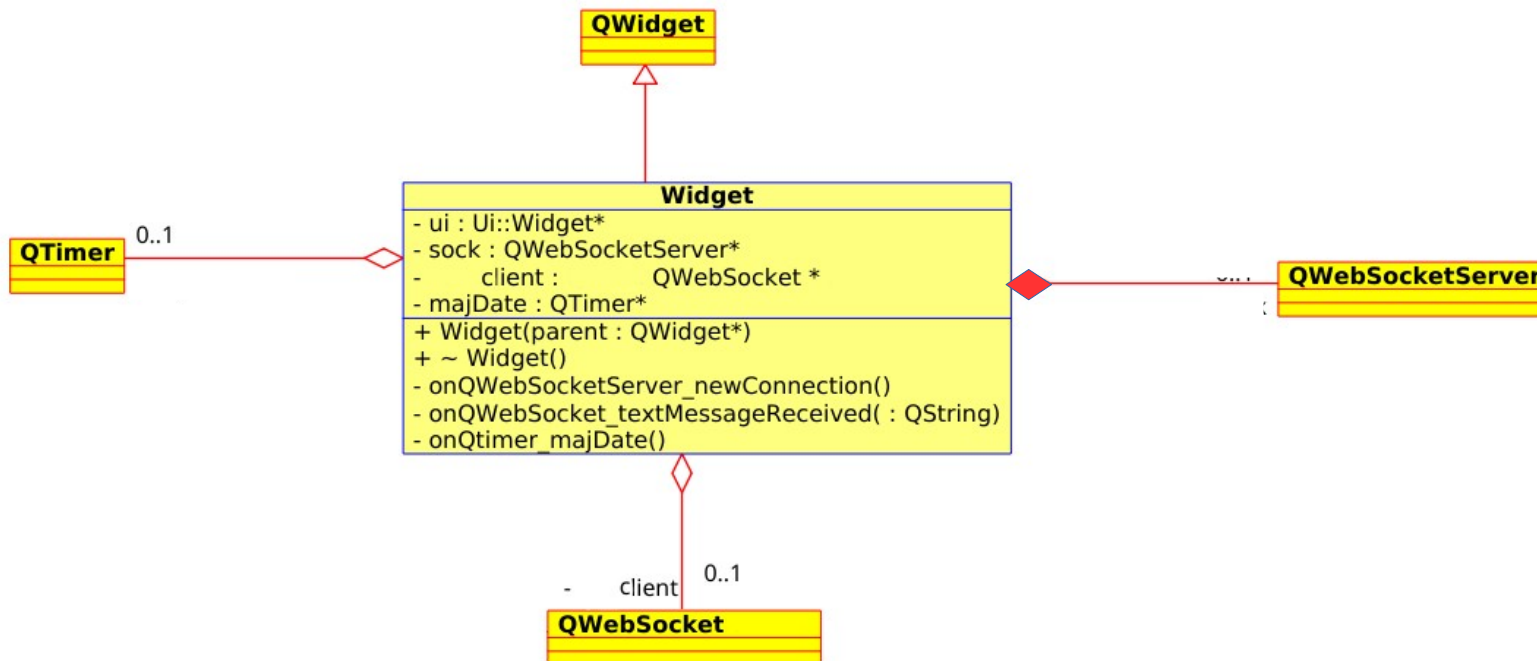 QWidget
Widget
- ui : Ui::Widget*
- sock : QWebSocketServer*
- client : QWebSocket *
- majDate : QTimer*
+ Widget(parent : QWidget*)
+ ~ Widget()
- onQWebSocketServer_newConnection()
- onQWebSocket_textMessageReceived( : QString)
- onQtimer_majDate()
0..1
QTimer
QWebSocketServer
- client
0..1
QWebSocket